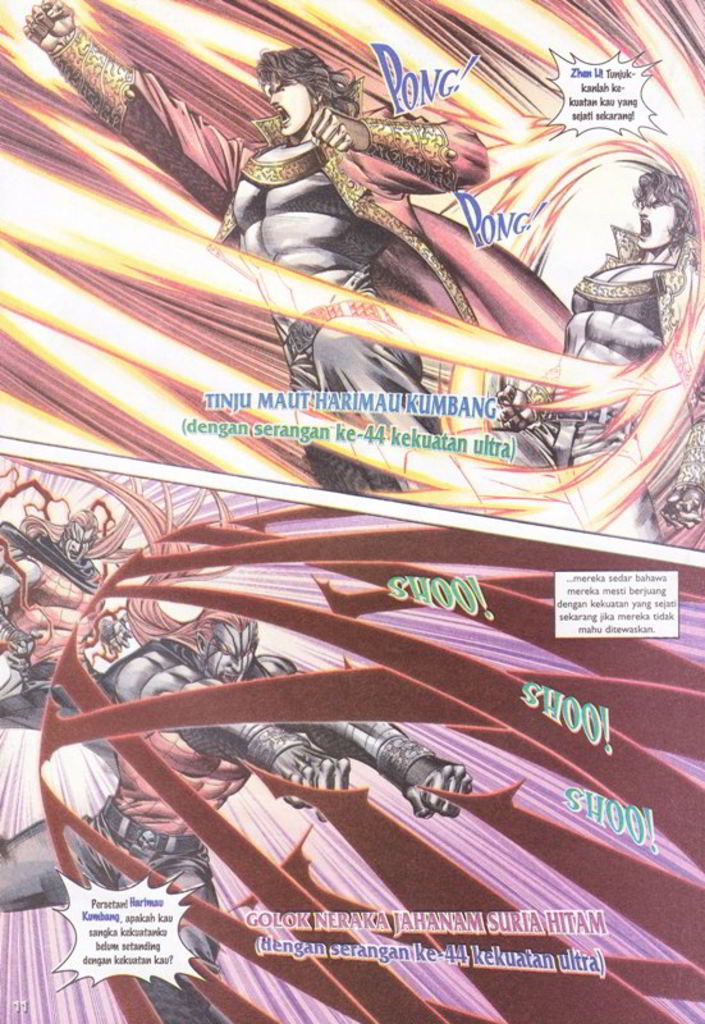 PONG!
Zhen Li! Tunjuk-
kanlah ke-
kuatan kau yang
sejati sekarang!
PONG!
TINJU MAUT HARIMAU KUMBANG
(dengan serangan ke-44 kekuatan ultra)
SHOO!
...mereka sedar bahawa
mereka mesti berjuang
dengan kekuatan yang sejati
sekarang jika mereka tidak
mahu ditewaskan.
SHOO!
SHOO!
Persetan! Harimau
Kumbang, apakah kau
sangka kekuatanku
belum setanding
dengan kekuatan kau?
GOLOK NERAKA JAHANAM SURIA HITAM
(dengan serangan ke-44 kekuatan ultra)
11